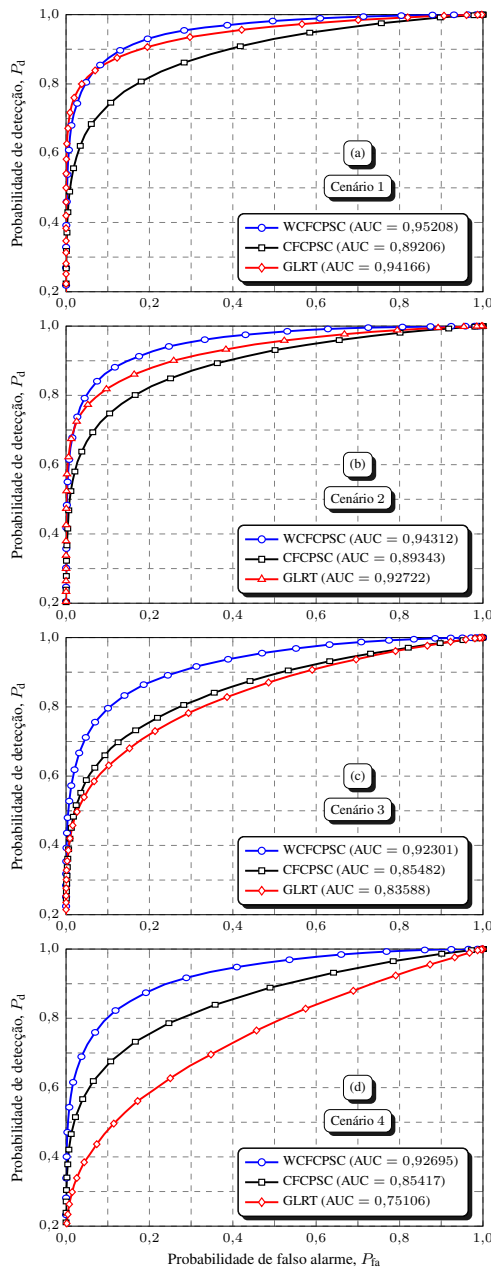 1,0
0,8
0,6
0,4
0,2
Probabilidade de detecção, Pd
(a)
Cenário 1
WCFCPSC (AUC = 0,95208)
CFCPSC (AUC = 0,89206)
GLRT (AUC = 0,94166)
0,0 0,2 0,4 0,6 0,8 1,0
1,0
0,8
0,6
0,4
0,2
Probabilidade de detecção, Pd
(b)
Cenário 2
WCFCPSC (AUC = 0,94312)
CFCPSC (AUC = 0,89343)
GLRT (AUC = 0,92722)
0,0 0,2 0,4 0,6 0,8 1,0
1,0
0,8
0,6
0,4
0,2
Probabilidade de detecção, Pd
(c)
Cenário 3
WCFCPSC (AUC = 0,92301)
CFCPSC (AUC = 0,85482)
GLRT (AUC = 0,83588)
0,0 0,2 0,4 0,6 0,8 1,0
1,0
0,8
0,6
0,4
0,2
Probabilidade de detecção, Pd
(d)
Cenário 4
WCFCPSC (AUC = 0,92695)
CFCPSC (AUC = 0,85417)
GLRT (AUC = 0,75106)
0,0 0,2 0,4 0,6 0,8 1,0
Probabilidade de falso alarme, Pfa